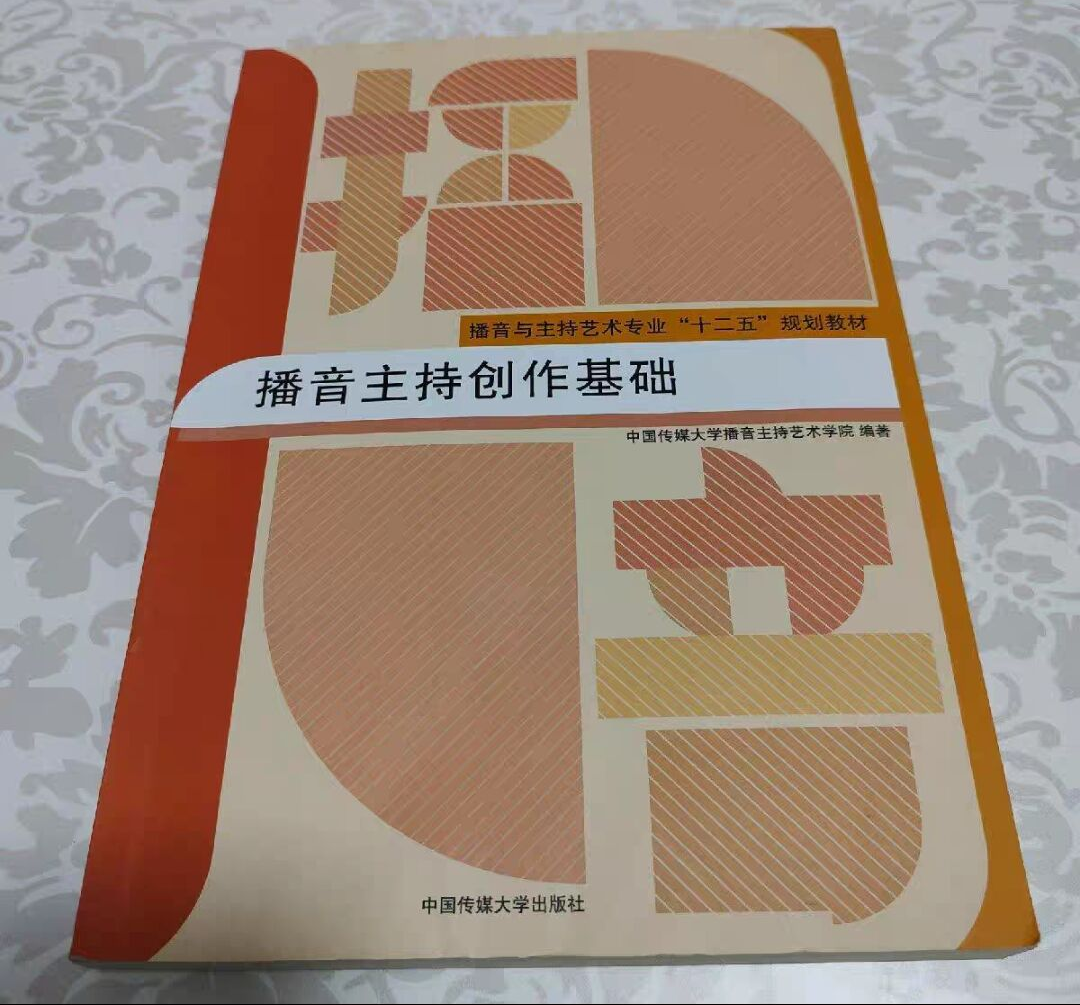 播音
播音与主持艺术专业“十二五”规划教材
播音主持创作基础
中国传媒大学播音主持艺术学院 编著
中国传媒大学出版社